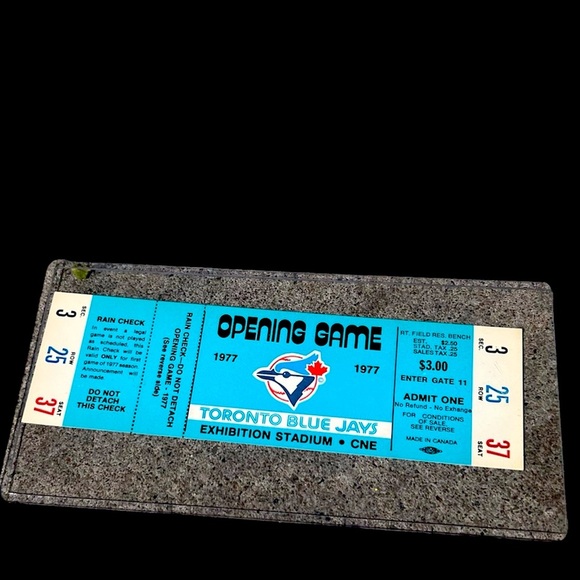 SEC.
3
ROW
25
SEAT
37
RAIN CHECK
In event a legal
game is not played
as scheduled, this
Rain Check will be
valid ONLY for first
game of 1977 season.
Announcement will
be made
DO NOT
DETACH
THIS CHECK
RAIN CHECK—DO NOT DETACH
OPENING GAME - 1977
(See reverse side)
OPENING GAME
1977
1977
TORONTO BLUE JAYS
EXHIBITION STADIUM • CNE
RT. FIELD RES. BENCH
EST. $2.50
STAD. TAX .25
SALES TAX .25
$3.00
ENTER GATE 11
ADMIT ONE
No Refund - No Exhange
FOR CONDITIONS
OF SALE
SEE REVERSE
MADE IN CANADA
SEC.
3
ROW
25
SEAT
37